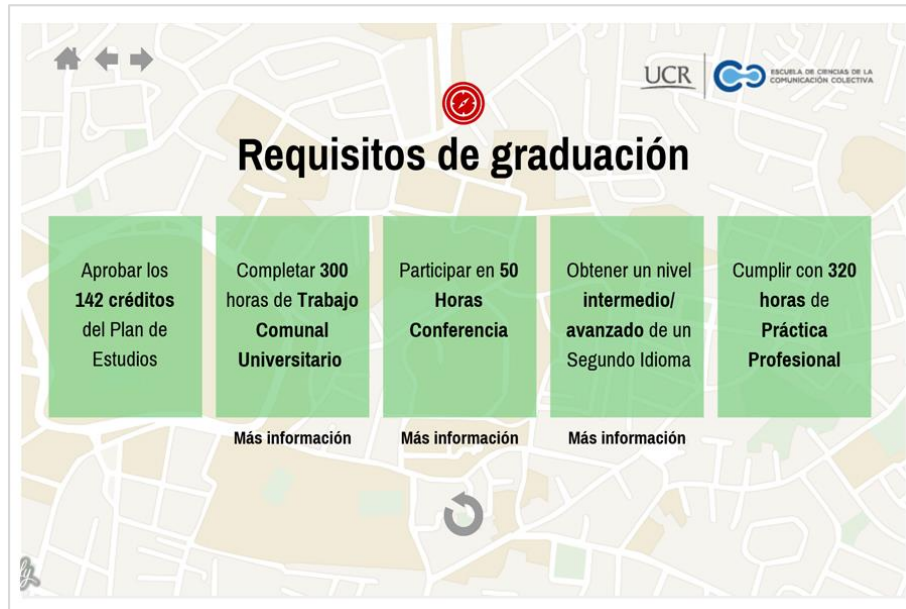 UCR
ESCUELA DE CIENCIAS DE LA
COMUNICACIÓN COLECTIVA
Requisitos de graduación
Aprobar los
142 créditos
del Plan de
Estudios
Completar 300
horas de Trabajo
Comunal
Universitario
Participar en 50
Horas
Conferencia
Obtener un nivel
intermedio/
avanzado de un
Segundo Idioma
Cumplir con 320
horas de
Práctica
Profesional
Más información
Más información
Más información